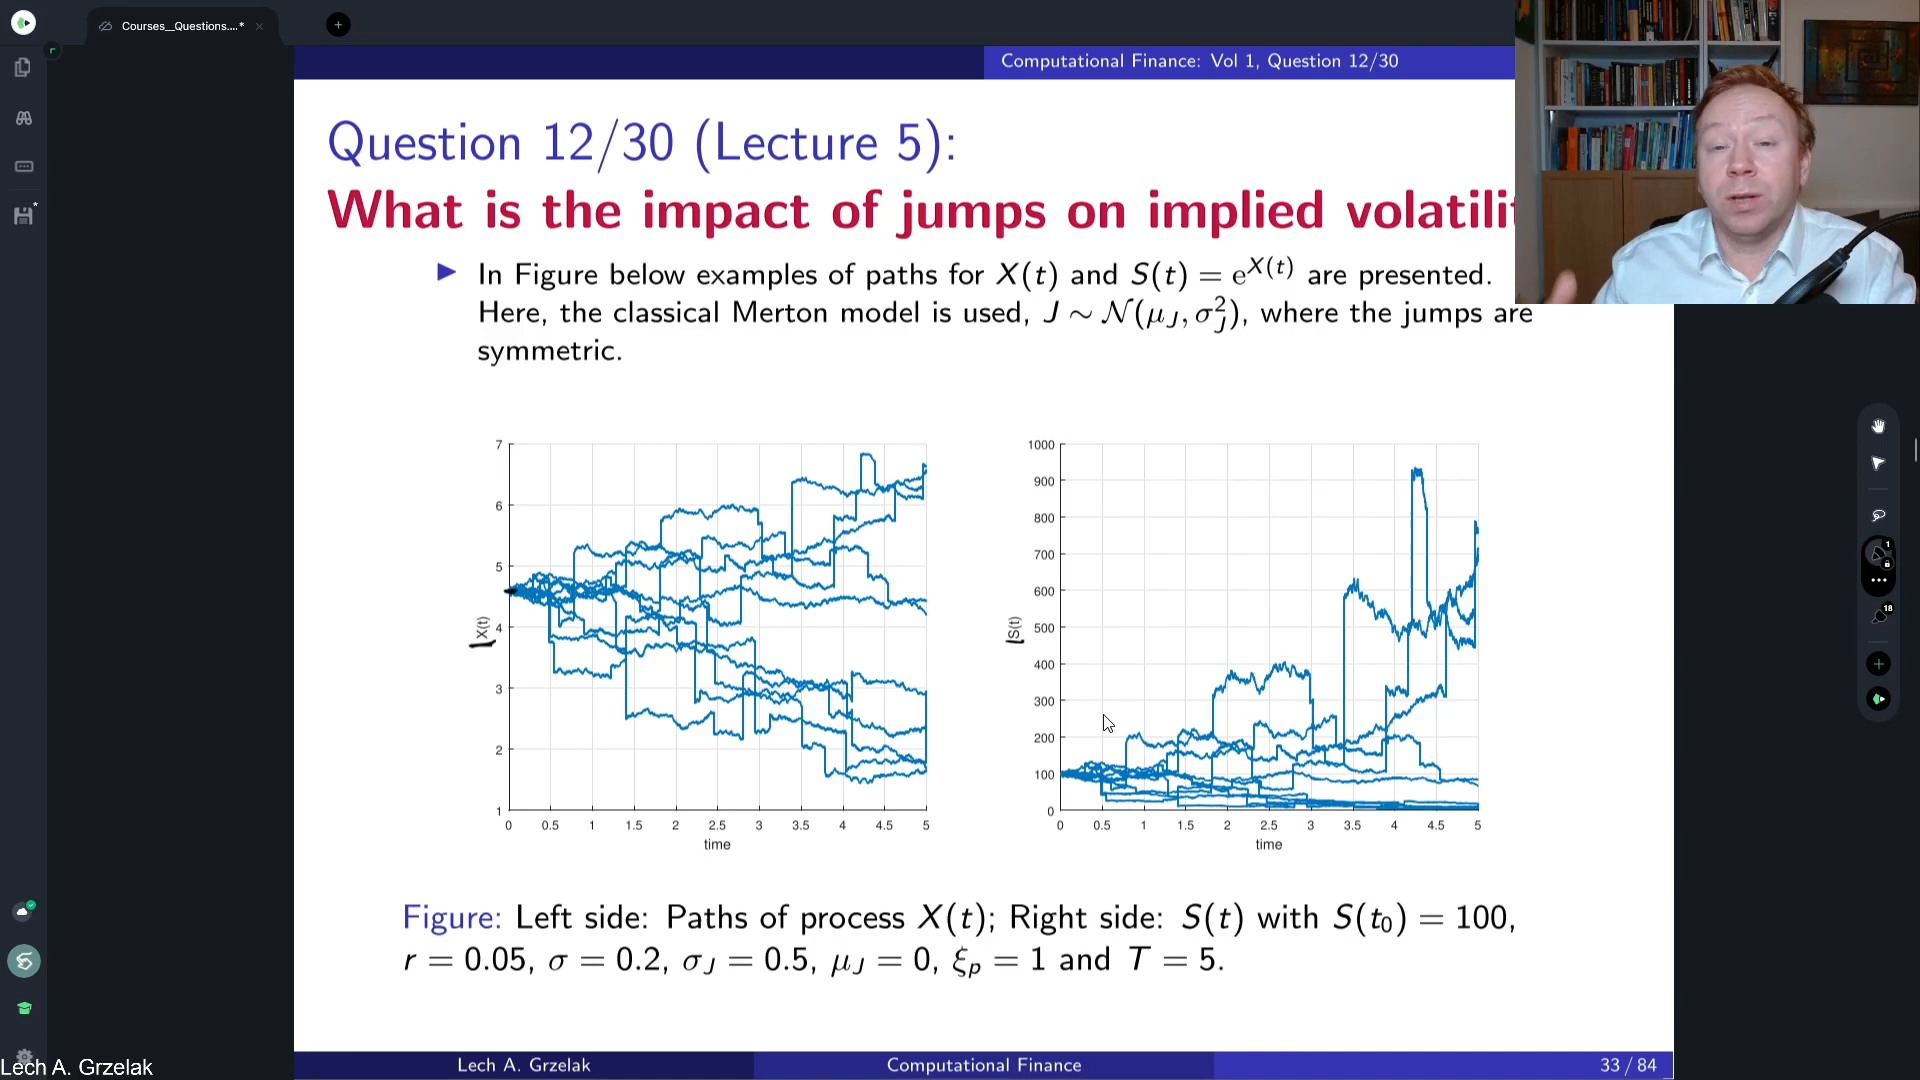 Courses__Questions....*
Computational Finance: Vol 1, Question 12/30
Question 12/30 (Lecture 5):
What is the impact of jumps on implied volatili
▶ In Figure below examples of paths for X(t) and S(t) = e^X(t) are presented.
Here, the classical Merton model is used, J ∼ N(μ_J, σ_J^2), where the jumps are
symmetric.
7
6
5
4
3
2
1
X(t)
0 0.5 1 1.5 2 2.5 3 3.5 4 4.5 5
time
1000
900
800
700
600
500
400
300
200
100
0
S(t)
0 0.5 1 1.5 2 2.5 3 3.5 4 4.5 5
time
1
18
Figure: Left side: Paths of process X(t); Right side: S(t) with S(t₀) = 100,
r = 0.05, σ = 0.2, σ_J = 0.5, μ_J = 0, ξ_p = 1 and T = 5.
Lech A. Grzelak
Computational Finance
33 / 84
Lech A. Grzelak